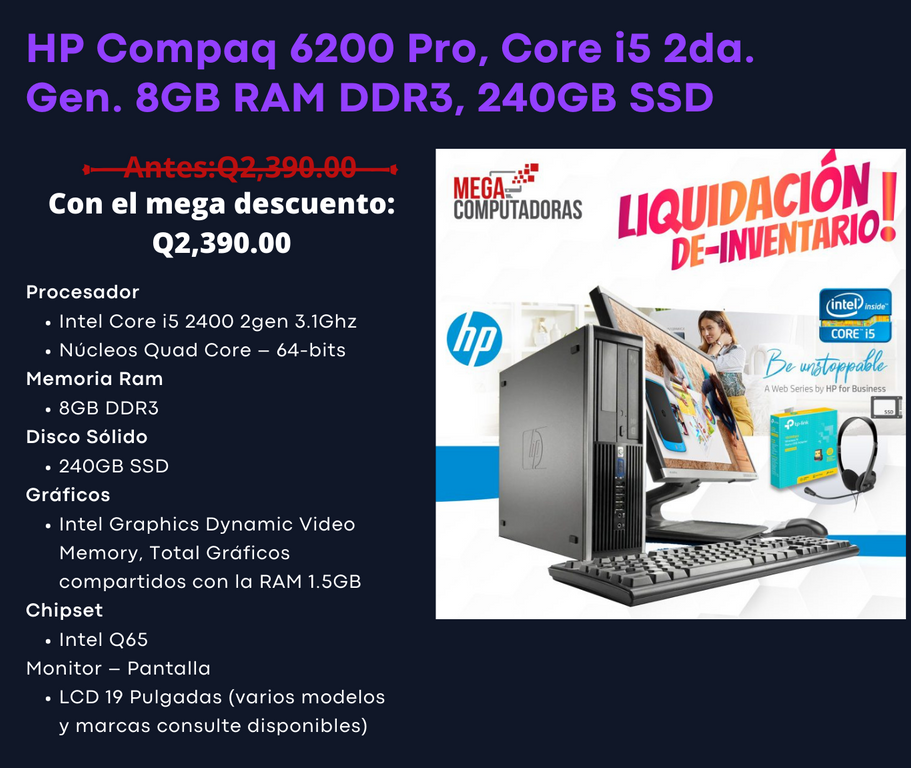 HP Compaq 6200 Pro, Core i5 2da.
Gen. 8GB RAM DDR3, 240GB SSD
Antes:Q2,390.00
Con el mega descuento:
Q2,390.00
Procesador
• Intel Core i5 2400 2gen 3.1Ghz
• Núcleos Quad Core – 64-bits
Memoria Ram
• 8GB DDR3
Disco Sólido
• 240GB SSD
Gráficos
• Intel Graphics Dynamic Video
Memory, Total Gráficos
compartidos con la RAM 1.5GB
Chipset
• Intel Q65
Monitor – Pantalla
• LCD 19 Pulgadas (varios modelos
y marcas consulte disponibles)
MEGA
COMPUTADORAS
LIQUIDACIÓN!
DE-INVENTARIO
hp
intel inside
CORE i5
Be unstoppable
A Web Series by HP for Business
SSD
tp-link
hp